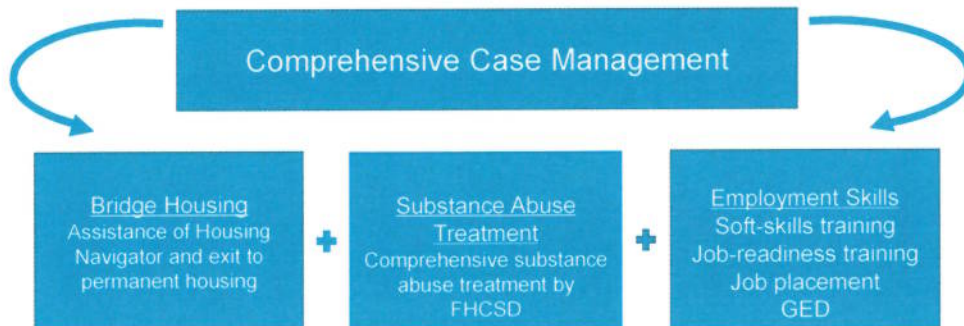 Comprehensive Case Management
Bridge Housing
Assistance of Housing
Navigator and exit to
permanent housing
Substance Abuse
Treatment
Comprehensive substance
abuse treatment by
FHCSD
Employment Skills
Soft-skills training
Job-readiness training
Job placement
GED